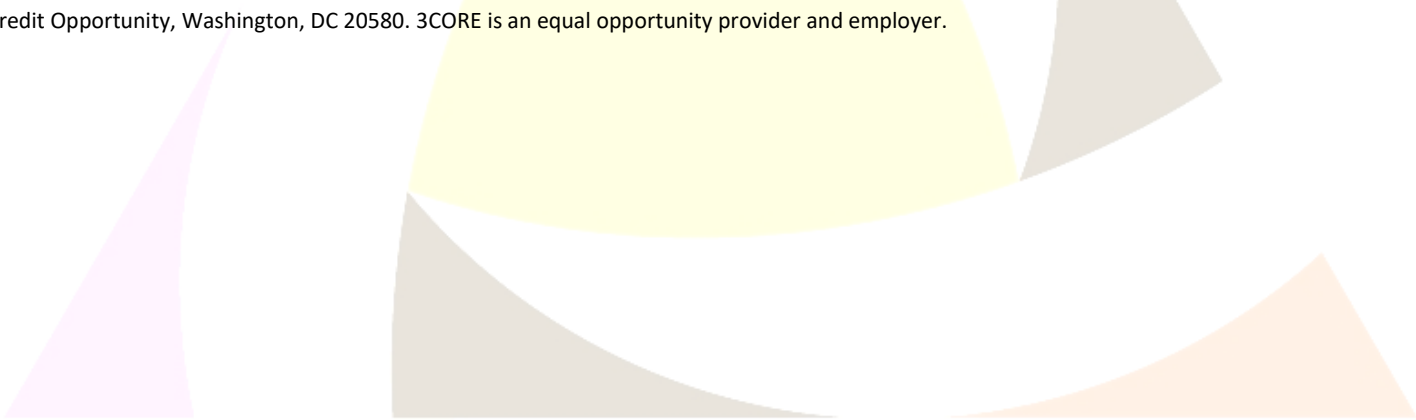 redit Opportunity, Washington, DC 20580. 3CORE is an equal opportunity provider and employer.